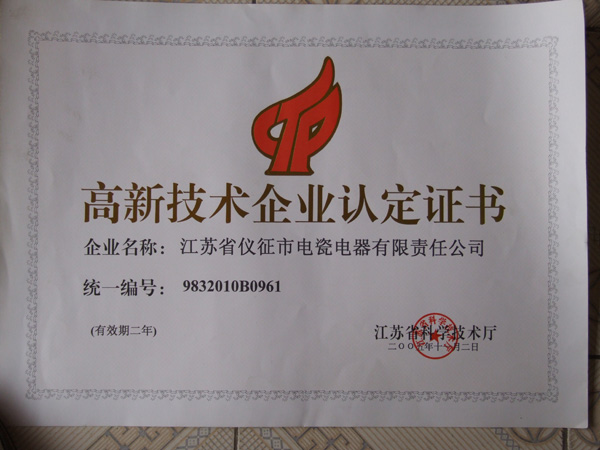 高新技术企业认定证书
企业名称：江苏省仪征市电瓷电器有限责任公司
统一编号：9832010B0961
(有效期二年)
江苏省科学技术厅